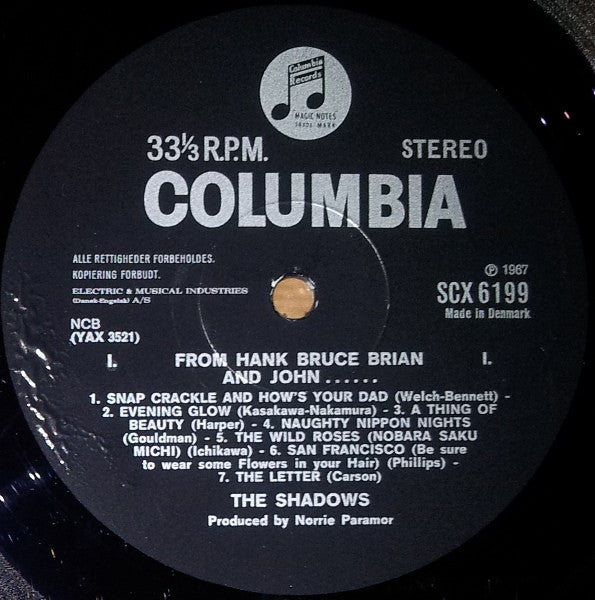 Columbia
Records
MAGIC NOTES
TRADE MARK
33⅓ R.P.M.
STEREO
COLUMBIA
ALLE RETTIGHEDER FORBEHOLDES.
KOPIERING FORBUDT.
ELECTRIC & MUSICAL INDUSTRIES
(Dansk-Engelsk) A/S
℗ 1967
SCX 6199
Made in Denmark
NCB
(YAX 3521)
I. FROM HANK BRUCE BRIAN I.
AND JOHN ......
1. SNAP CRACKLE AND HOW'S YOUR DAD (Welch-Bennett) -
2. EVENING GLOW (Kasakawa-Nakamura) - 3. A THING OF
BEAUTY (Harper) - 4. NAUGHTY NIPPON NIGHTS
(Gouldman) - 5. THE WILD ROSES (NOBARA SAKU
MICHI) (Ichikawa) - 6. SAN FRANCISCO (Be sure
to wear some Flowers in your Hair) (Phillips) -
7. THE LETTER (Carson)
THE SHADOWS
Produced by Norrie Paramor